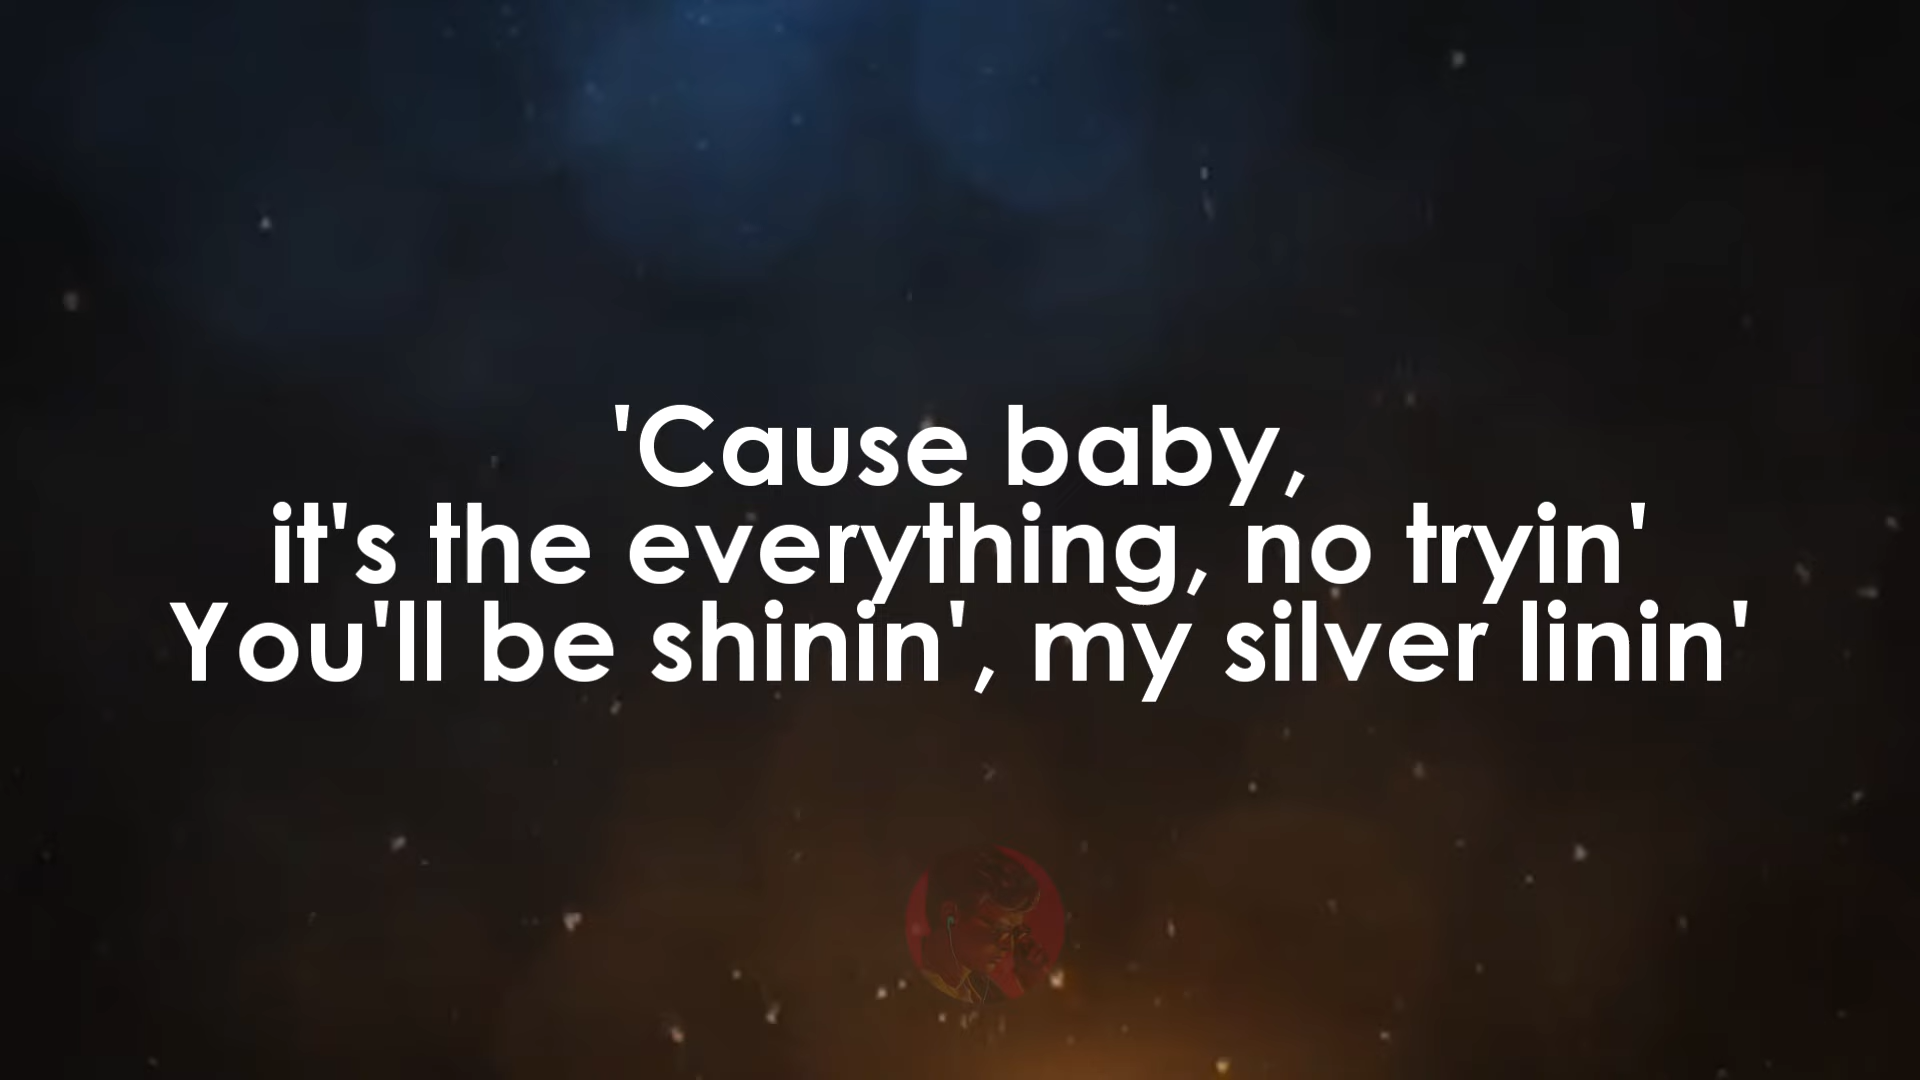 'Cause baby,
it's the everything, no tryin'
You'll be shinin', my silver linin'